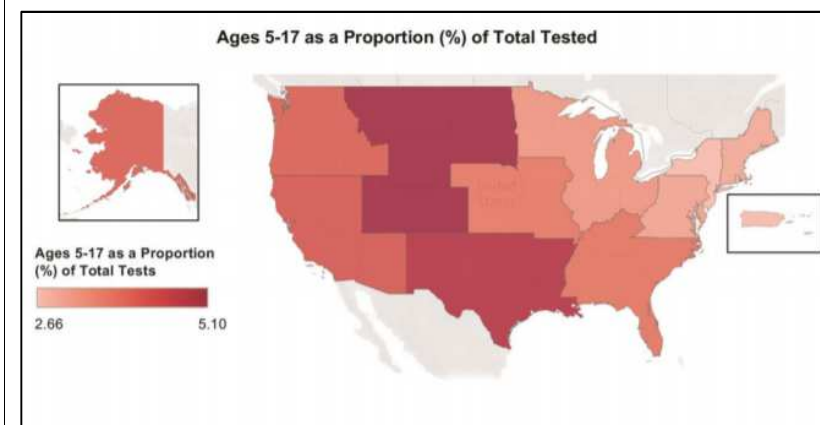 Ages 5-17 as a Proportion (%) of Total Tested
Ages 5-17 as a Proportion
(%) of Total Tests
2.66 5.10